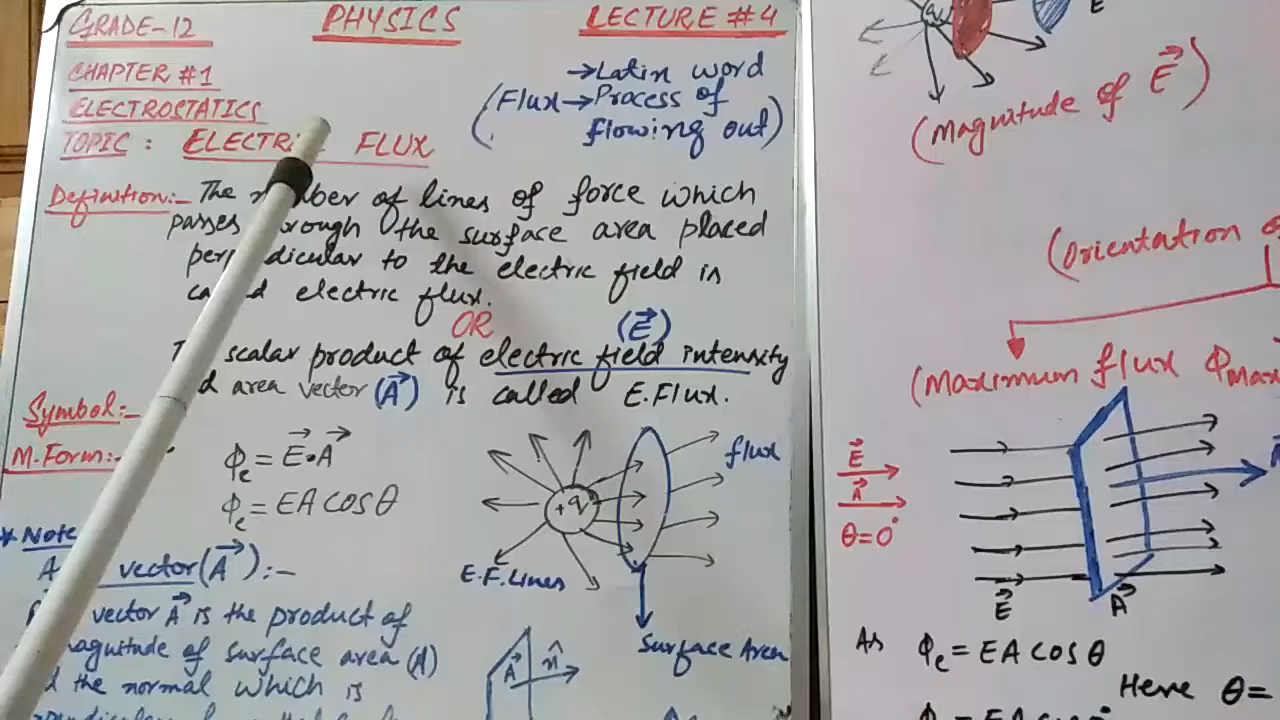 GRADE-12 PHYSICS LECTURE #4
CHAPTER #1
ELECTROSTATICS
TOPIC : FLUX
→Latin word
(Flux→Process of
flowing out)
Definition:- The of lines of force which
passes the surface area placed
to the electric field is
electric flux.
OR
(E→)
scalar product of electric field intensity
area vector (A→) is called E.Flux.
Symbol:-
M.Form:-
ϕe = E→•A→
ϕe = EA COS θ
+q
flux
E.F.Lines
Surface Area
*Note
vector(A→):-
vector A→ is the product of
of surface area (A)
the normal which is
A→ n̂
q
E
(Magnitude of E→)
(Orientation
(Maximum flux ϕmax
E→
A→
θ=0°
E→
A→
As ϕe = EA COS θ
Here θ =